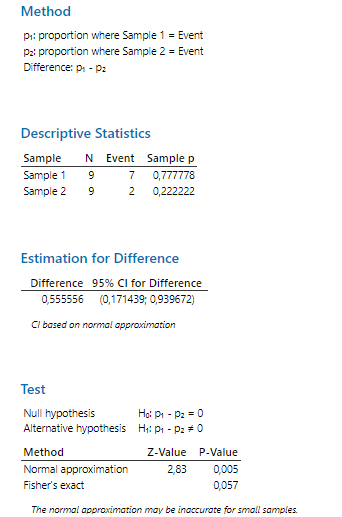 Method
p₁: proportion where Sample 1 = Event
p₂: proportion where Sample 2 = Event
Difference: p₁ - p₂
Descriptive Statistics
Sample N Event Sample p
Sample 1 9 7 0,777778
Sample 2 9 2 0,222222
Estimation for Difference
Difference 95% CI for Difference
0,555556 (0,171439; 0,939672)
CI based on normal approximation
Test
Null hypothesis H₀: p₁ - p₂ = 0
Alternative hypothesis H₁: p₁ - p₂ ≠ 0
Method Z-Value P-Value
Normal approximation 2,83 0,005
Fisher's exact 0,057
The normal approximation may be inaccurate for small samples.